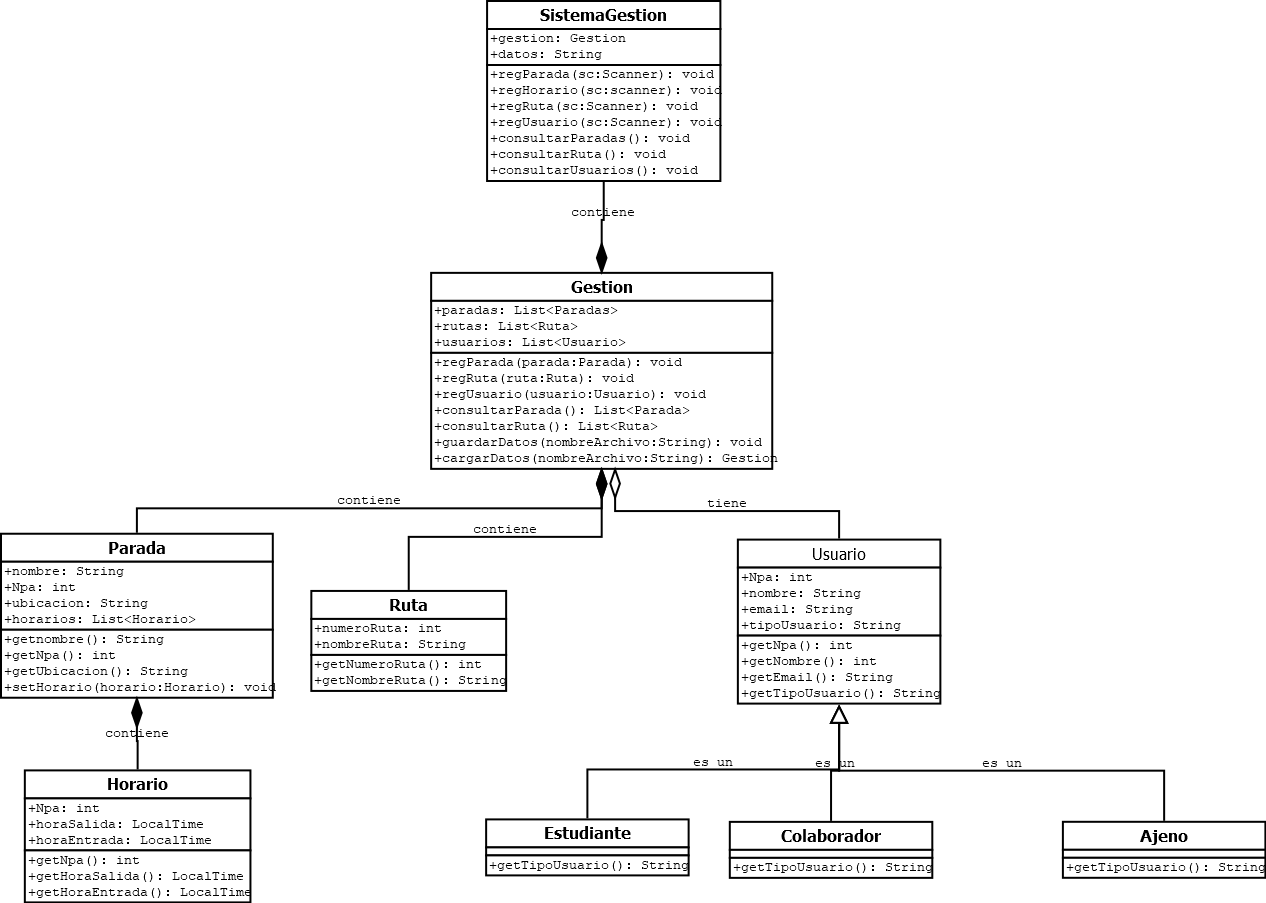 SistemaGestion
+gestion: Gestion
+datos: String
+regParada(sc:Scanner): void
+regHorario(sc:scanner): void
+regRuta(sc:Scanner): void
+regUsuario(sc:Scanner): void
+consultarParadas(): void
+consultarRuta(): void
+consultarUsuarios(): void
contiene
Gestion
+paradas: List<Paradas>
+rutas: List<Ruta>
+usuarios: List<Usuario>
+regParada(parada:Parada): void
+regRuta(ruta:Ruta): void
+regUsuario(usuario:Usuario): void
+consultarParada(): List<Parada>
+consultarRuta(): List<Ruta>
+guardarDatos(nombreArchivo:String): void
+cargarDatos(nombreArchivo:String): Gestion
contiene
contiene
tiene
Parada
+nombre: String
+Npa: int
+ubicacion: String
+horarios: List<Horario>
+getnombre(): String
+getNpa(): int
+getUbicacion(): String
+setHorario(horario:Horario): void
Ruta
+numeroRuta: int
+nombreRuta: String
+getNumeroRuta(): int
+getNombreRuta(): String
Usuario
+Npa: int
+nombre: String
+email: String
+tipoUsuario: String
+getNpa(): int
+getNombre(): int
+getEmail(): String
+getTipoUsuario(): String
contiene
Horario
+Npa: int
+horaSalida: LocalTime
+horaEntrada: LocalTime
+getNpa(): int
+getHoraSalida(): LocalTime
+getHoraEntrada(): LocalTime
es un
es un
es un
Estudiante
+getTipoUsuario(): String
Colaborador
+getTipoUsuario(): String
Ajeno
+getTipoUsuario(): String